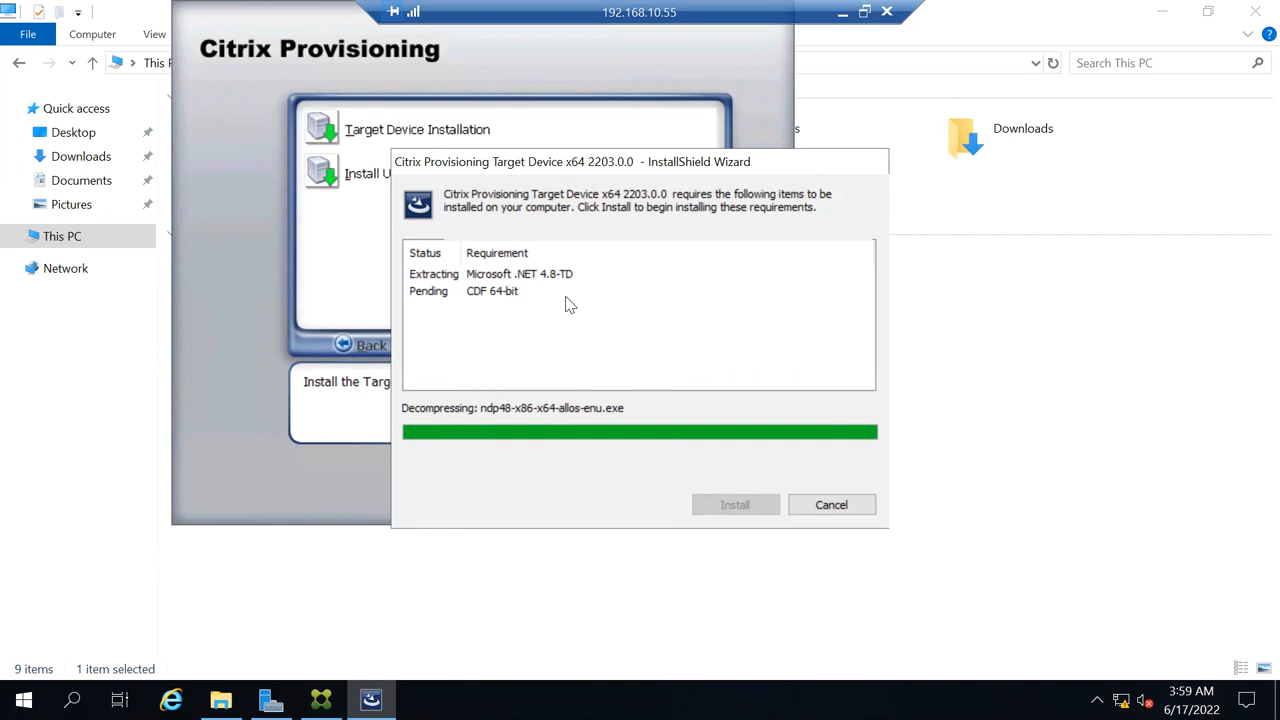 192.168.10.55
File
Computer
View
This P
Search This PC
Quick access
Desktop
Downloads
Documents
Pictures
This PC
Network
Citrix Provisioning
Target Device Installation
Install U
Back
Install the Targ
s
Downloads
Citrix Provisioning Target Device x64 2203.0.0 - InstallShield Wizard
Citrix Provisioning Target Device x64 2203.0.0 requires the following items to be
installed on your computer. Click Install to begin installing these requirements.
Status Requirement
Extracting Microsoft .NET 4.8-TD
Pending CDF 64-bit
Decompressing: ndp48-x86-x64-allos-enu.exe
Install
Cancel
9 items
1 item selected
3:59 AM
6/17/2022